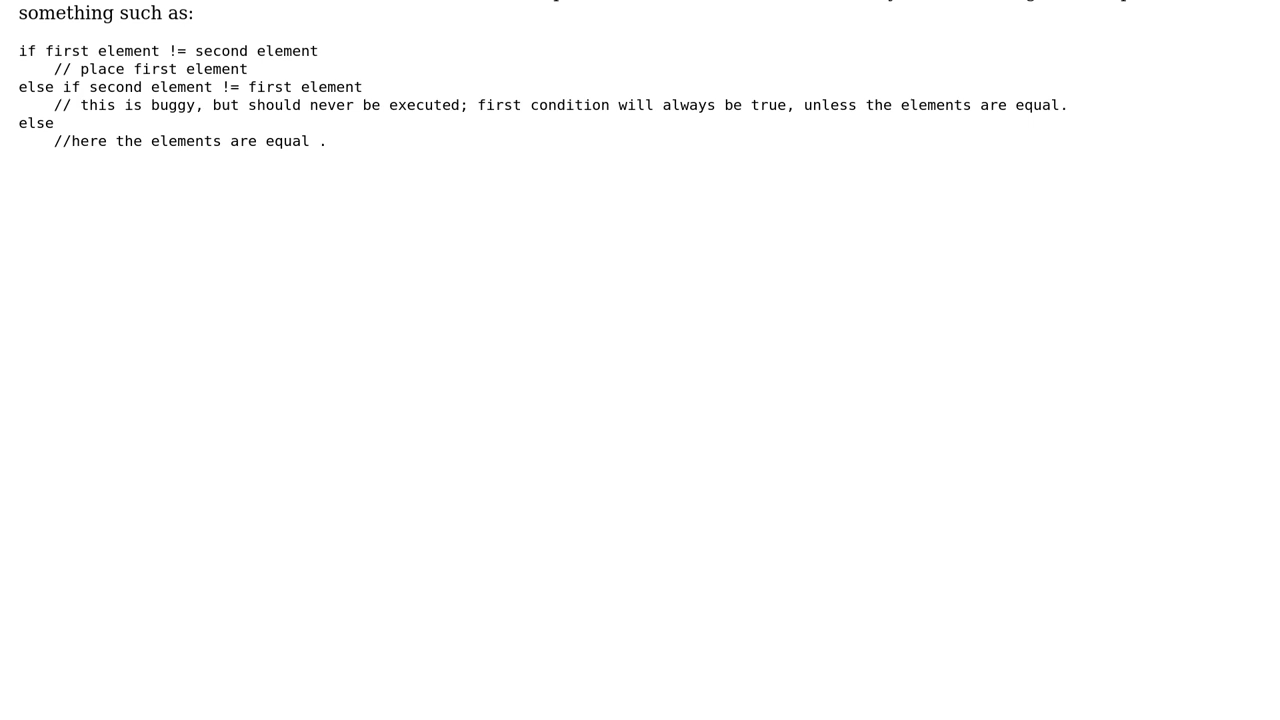 something such as:
if first element != second element
    // place first element
else if second element != first element
    // this is buggy, but should never be executed; first condition will always be true, unless the elements are equal.
else
    //here the elements are equal .